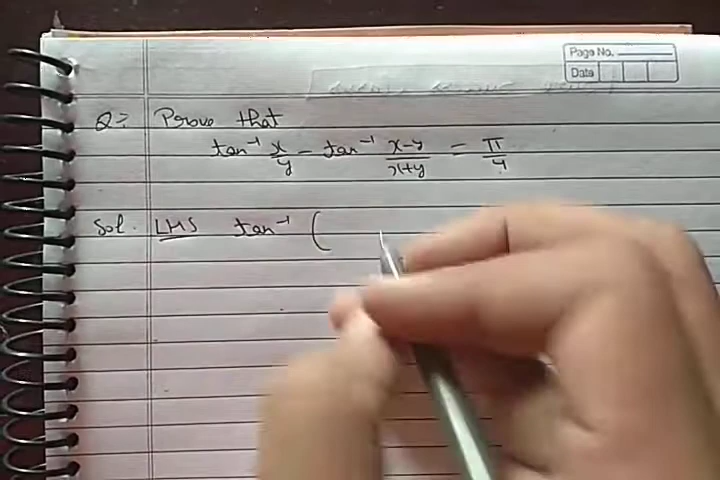 Page No.
Date
Q:- Prove that
tan⁻¹ x/y - tan⁻¹ x-y/x+y = π/4
Sol. LHS tan⁻¹ (